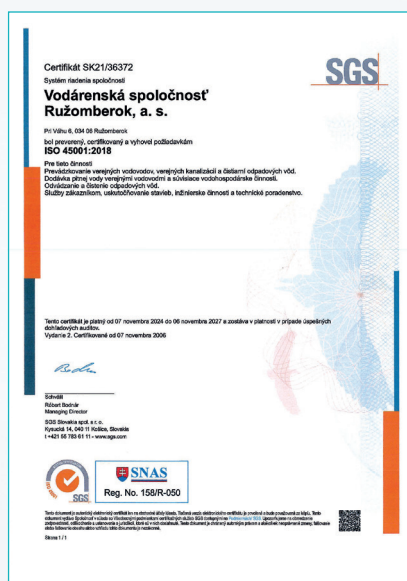 Certifikát SK21/36372
SGS
Systém riadenia spoločnosti
Vodárenská spoločnosť
Ružomberok, a. s.
Pri Váhu 6, 034 06 Ružomberok
bol preverený, certifikovaný a vyhovel požiadavkám
ISO 45001:2018
Pre tieto činnosti
Prevádzkovanie verejných vodovodov, verejných kanalizácií a čistiarní odpadových vôd.
Dodávka pitnej vody verejnými vodovodmi a súvisiace vodohospodárske činnosti.
Odvádzanie a čistenie odpadových vôd.
Služby zákazníkom, uskutočňovanie stavieb, inžinierske činnosti a technické poradenstvo.
Tento certifikát je platný od 07 novembra 2024 do 06 novembra 2027 a zostáva v platnosti v prípade úspešných
dohľadových auditov.
Vydanie 2. Certifikované od 07 novembra 2006
Schválil
Róbert Bodnár
Managing Director
SGS Slovakia spol. s r. o.
Kysucká 14, 040 11 Košice, Slovakia
t +421 55 783 61 11 - www.sgs.com
SGS
SNAS
Reg. No. 158/R-050
Strana 1 / 1